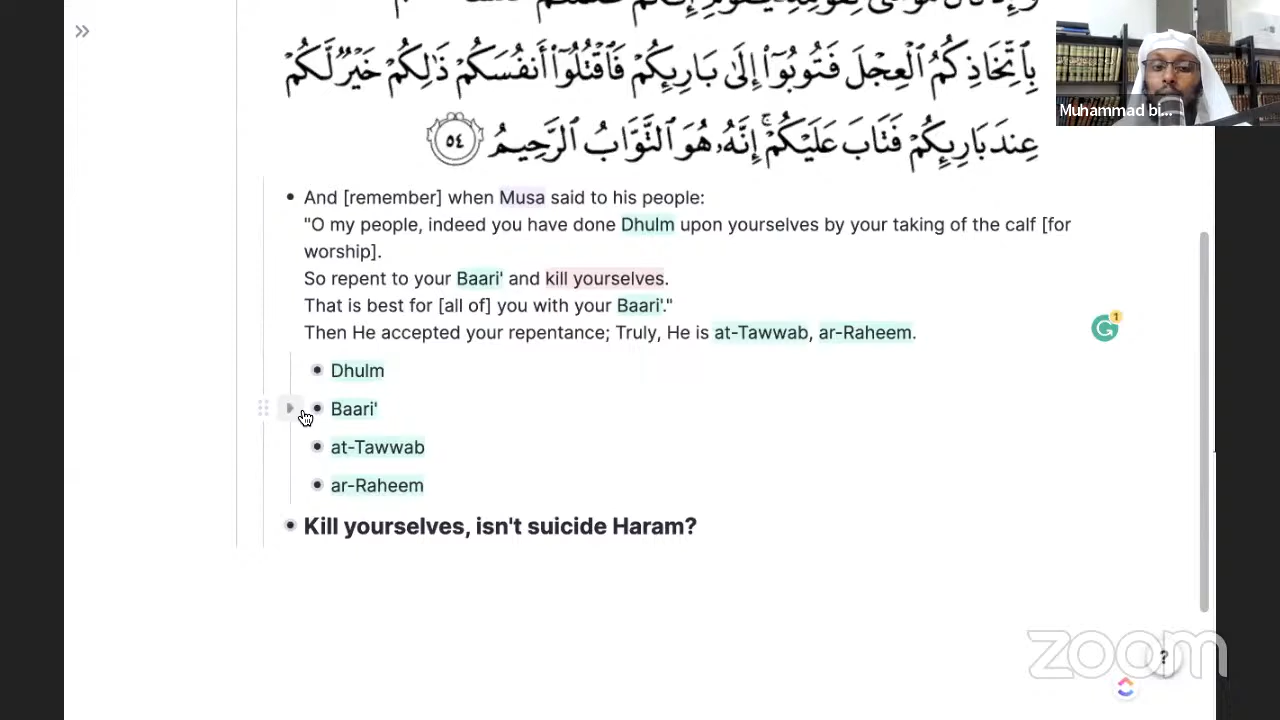 بِٱتِّخَاذِكُمُ ٱلْعِجْلَ فَتُوبُوٓا۟ إِلَىٰ بَارِئِكُمْ فَٱقْتُلُوٓا۟ أَنفُسَكُمْ ذَٰلِكُمْ خَيْرٌ لَّكُمْ
عِندَ بَارِئِكُمْ فَتَابَ عَلَيْكُمْ ۚ إِنَّهُۥ هُوَ ٱلتَّوَّابُ ٱلرَّحِيمُ ٥٤
Muhammad bi...
• And [remember] when Musa said to his people:
"O my people, indeed you have done Dhulm upon yourselves by your taking of the calf [for
worship].
So repent to your Baari' and kill yourselves.
That is best for [all of] you with your Baari'."
Then He accepted your repentance; Truly, He is at-Tawwab, ar-Raheem.
1
• Dhulm
• Baari'
• at-Tawwab
• ar-Raheem
• Kill yourselves, isn't suicide Haram?
zoom
?